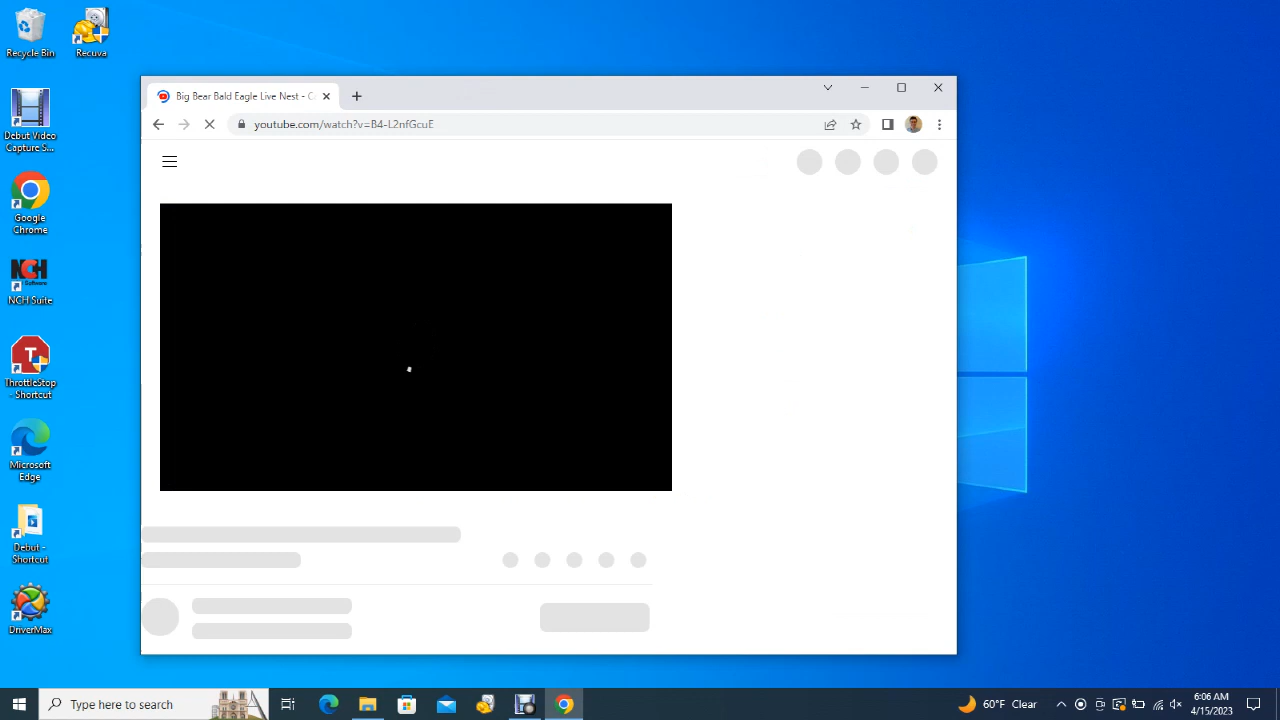 Recycle Bin
Recuva
Debut Video
Capture S...
Google
Chrome
NCH
Software
NCH Suite
T
ThrottleStop
- Shortcut
Microsoft
Edge
Debut -
Shortcut
DriverMax
Big Bear Bald Eagle Live Nest - C
youtube.com/watch?v=B4-L2nfGcuE
Type here to search
60°F Clear
6:06 AM
4/15/2023